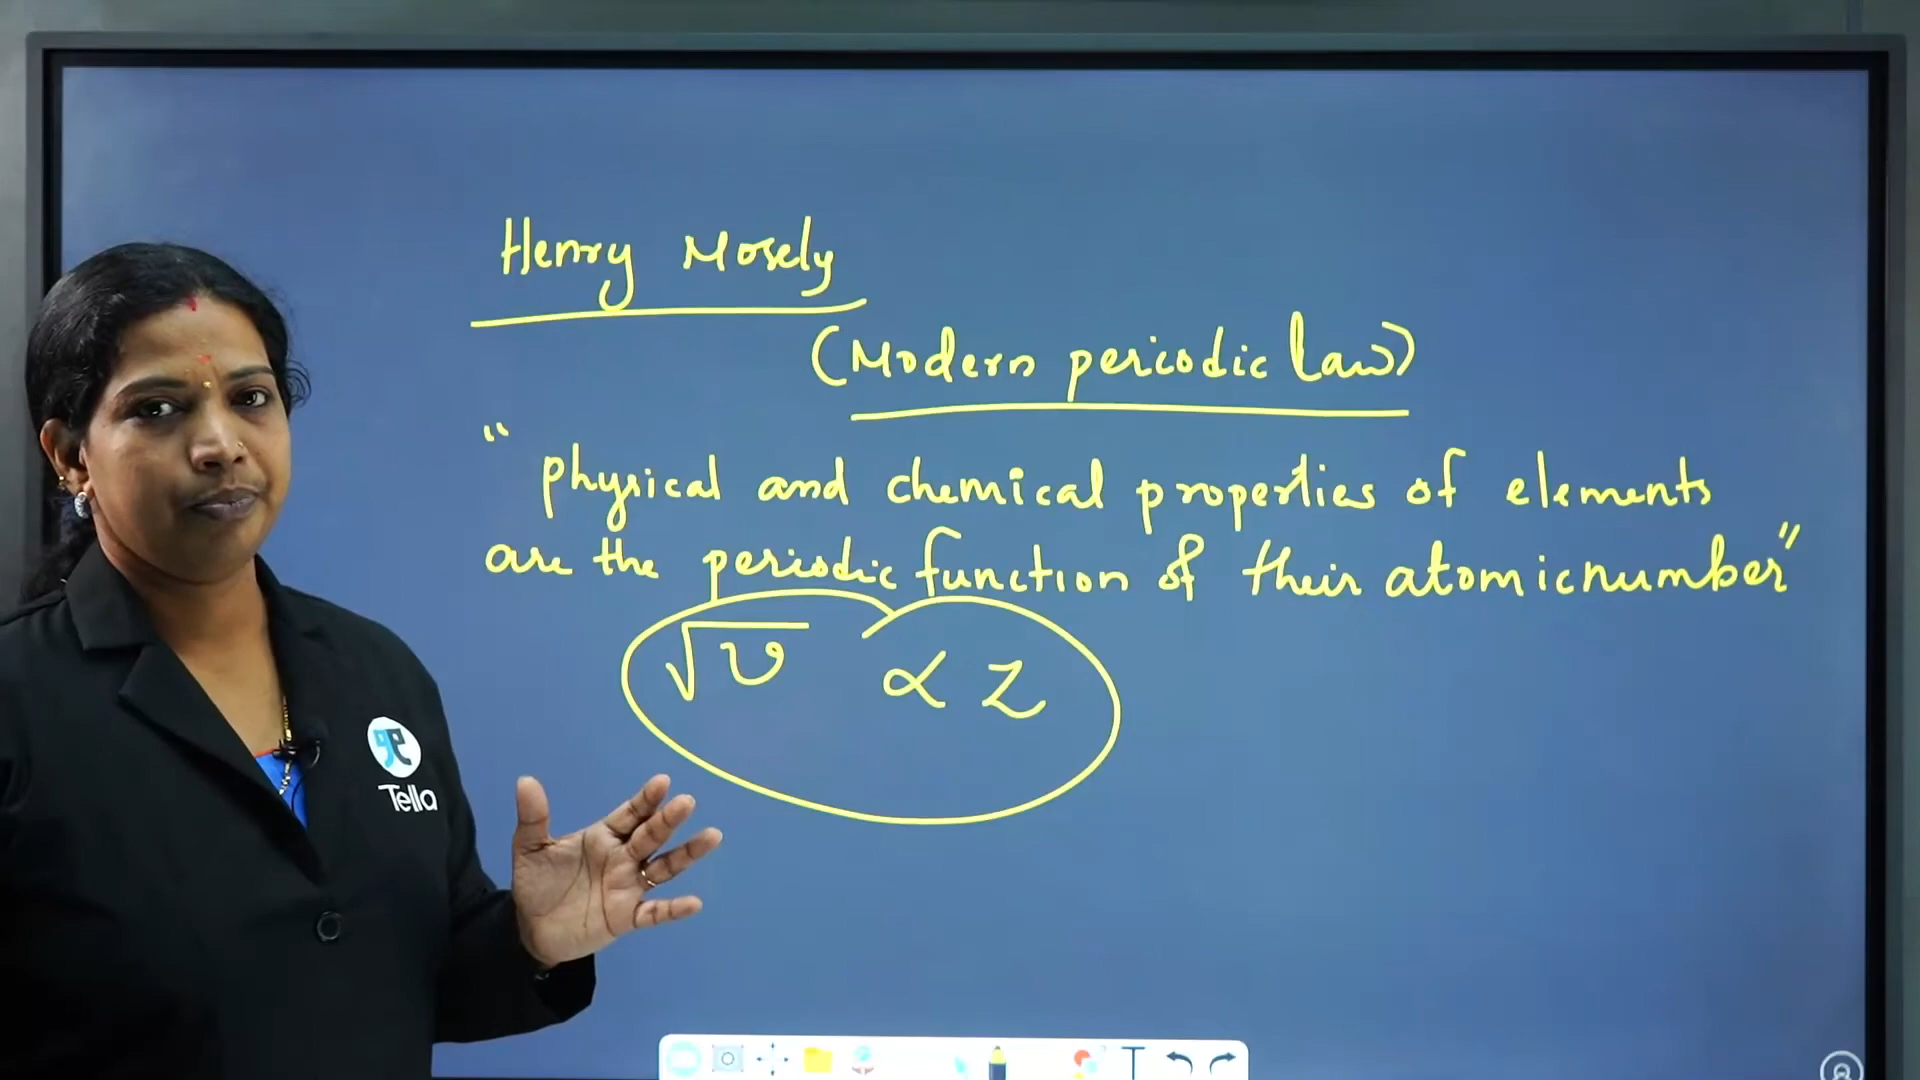 Henry Mosely
(Modern periodic law)
“physical and chemical properties of elements
are the periodic function of their atomicnumber”
√υ ∝ Z
Tella
T